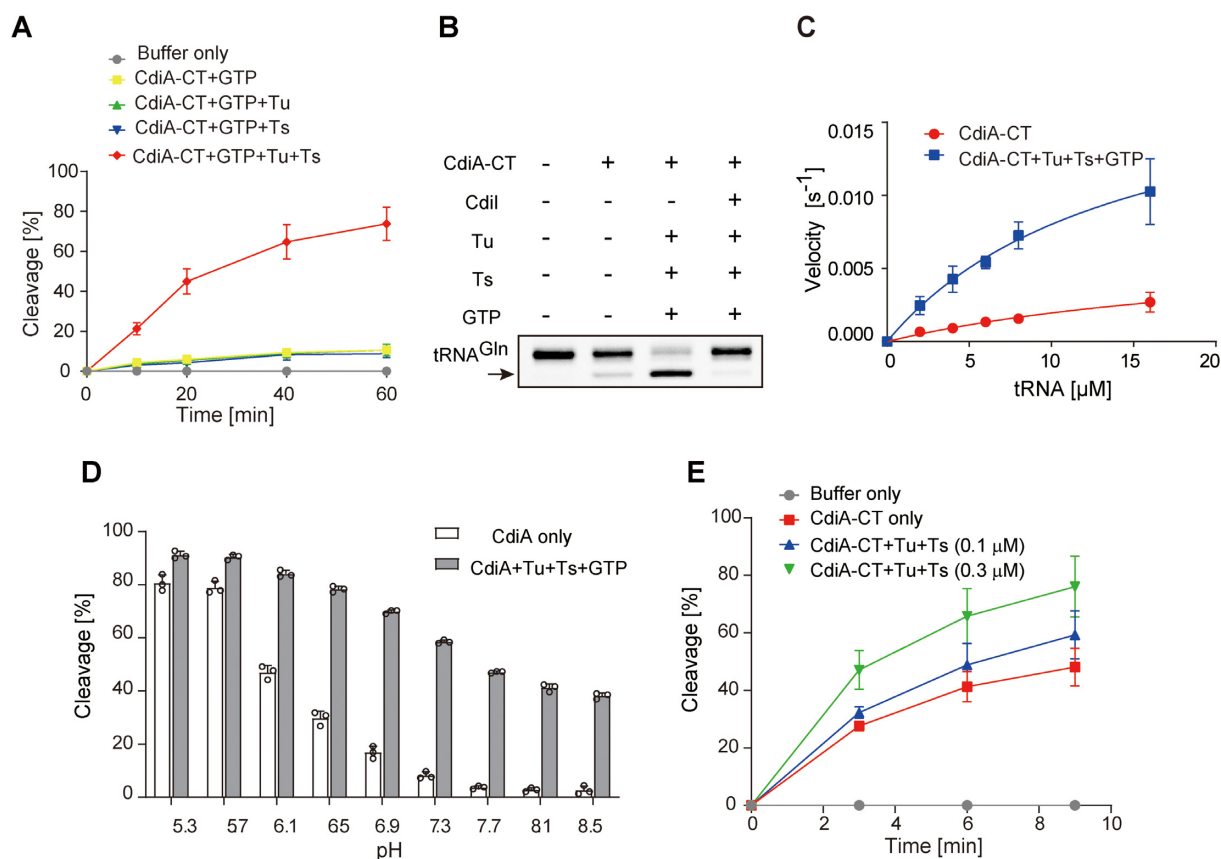 A
Buffer only
CdiA-CT+GTP
CdiA-CT+GTP+Tu
CdiA-CT+GTP+Ts
CdiA-CT+GTP+Tu+Ts
100
80
60
40
20
0
0 20 40 60
Time [min]
Cleavage [%]
B
CdiA-CT - + + +
CdiI - - - +
Tu - - + +
Ts - - + +
GTP - - + +
tRNAGln
C
CdiA-CT
CdiA-CT+Tu+Ts+GTP
0.015
0.010
0.005
0.000
0 5 10 15 20
tRNA [µM]
Velocity [s-1]
D
CdiA only
CdiA+Tu+Ts+GTP
100
80
60
40
20
0
5.3 57 6.1 65 6.9 7.3 7.7 81 8.5
pH
Cleavage [%]
E
Buffer only
CdiA-CT only
CdiA-CT+Tu+Ts (0.1 µM)
CdiA-CT+Tu+Ts (0.3 µM)
100
80
60
40
20
0
0 2 4 6 8 10
Time [min]
Cleavage [%]